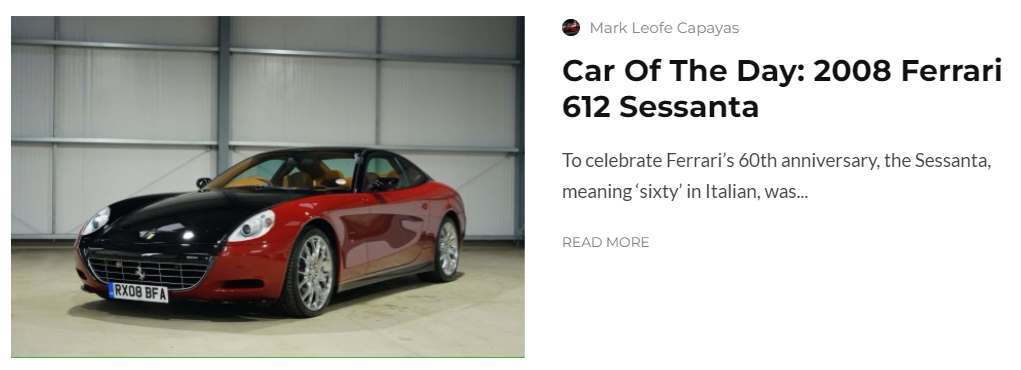 Mark Leofe Capayas
Car Of The Day: 2008 Ferrari
612 Sessanta
To celebrate Ferrari’s 60th anniversary, the Sessanta,
meaning ‘sixty’ in Italian, was...
READ MORE
RX08 BFA